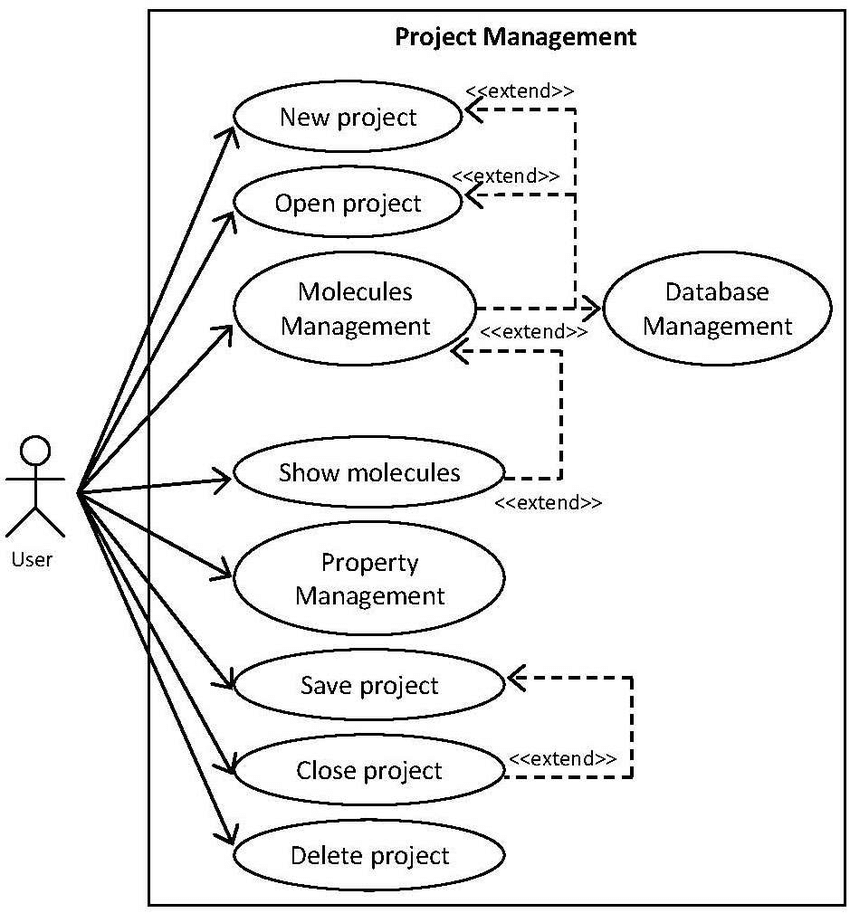 Project Management
<<extend>>
New project
<<extend>>
Open project
Molecules
Management
Database
Management
<<extend>>
Show molecules
<<extend>>
User
Property
Management
Save project
<<extend>>
Close project
Delete project